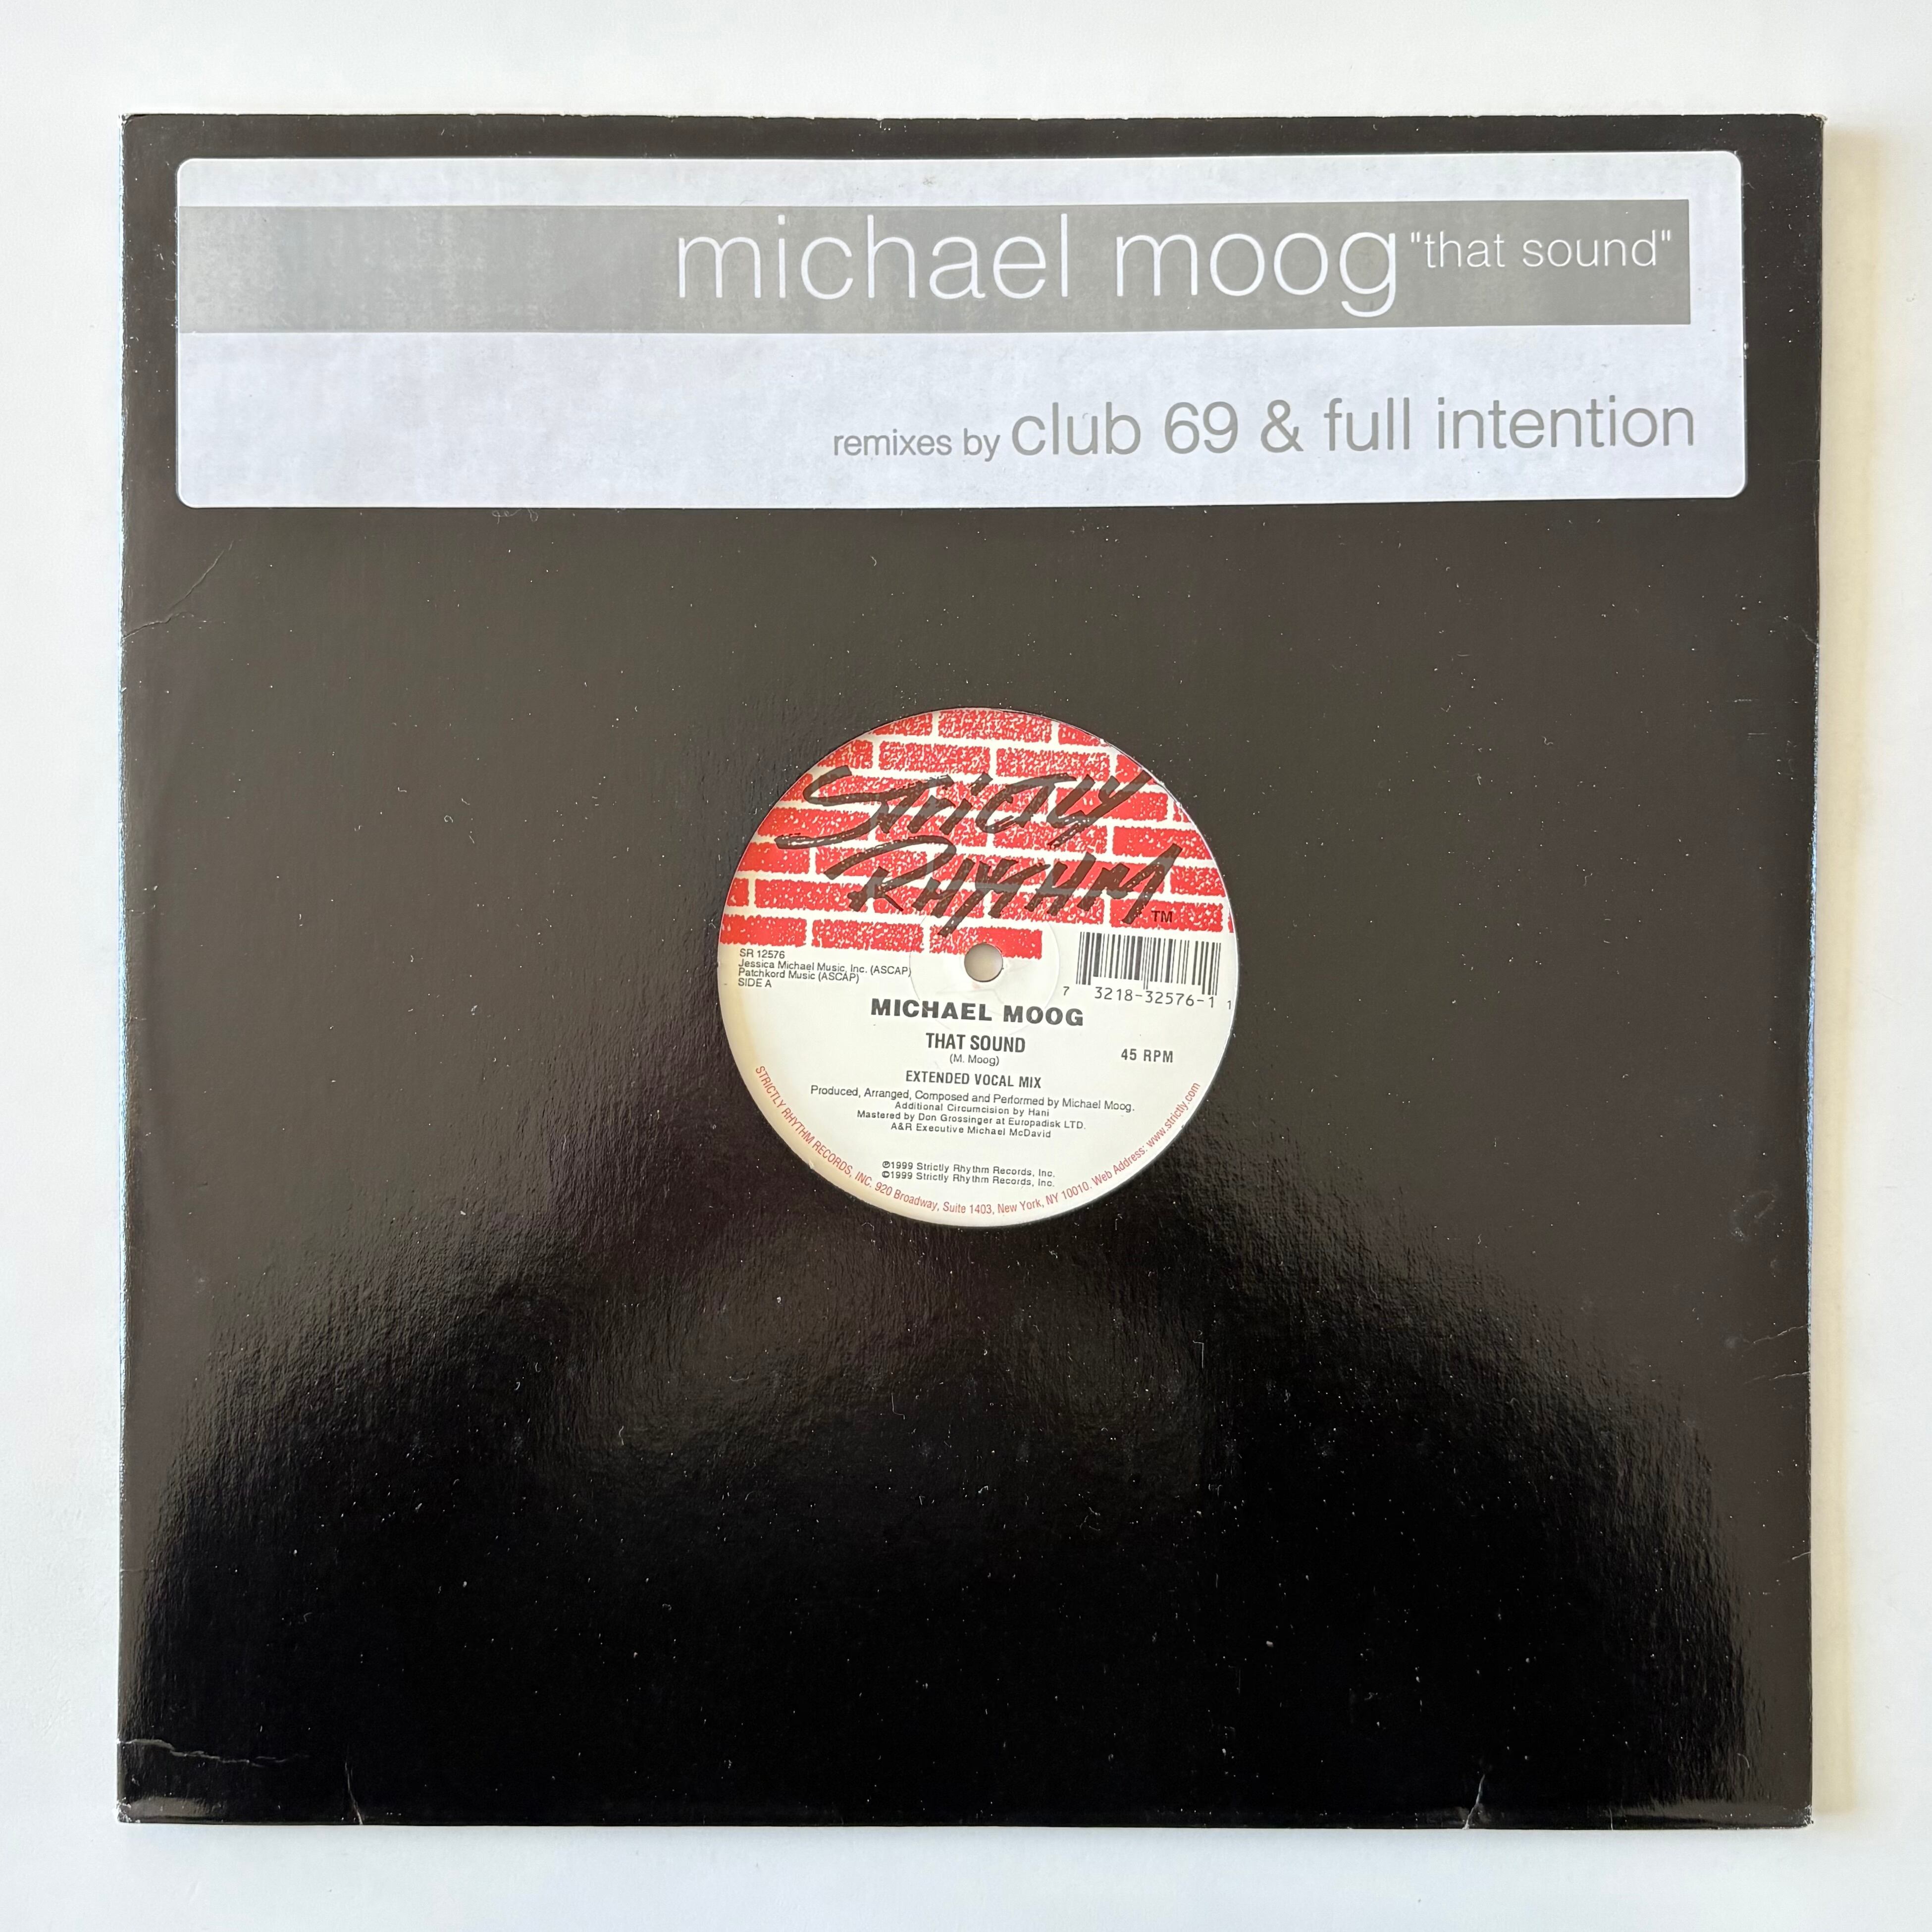 michael moog "that sound"
remixes by club 69 & full intention
STRICTLY
RHYTHM TM
SR 12576
Jessica Michael Music, Inc. (ASCAP)
Patchkord Music (ASCAP)
SIDE A
7 3218-32576-1 1
MICHAEL MOOG
THAT SOUND
(M. Moog)
45 RPM
EXTENDED VOCAL MIX
Produced, Arranged, Composed and Performed by Michael Moog.
Additional Circumcision by Hani
Mastered by Don Grossinger at Europadisk LTD.
A&R Executive Michael McDavid
℗1999 Strictly Rhythm Records, Inc.
©1999 Strictly Rhythm Records, Inc.
STRICTLY RHYTHM RECORDS, INC. 920 Broadway, Suite 1403, New York, NY 10010. Web Address: www.strictly.com